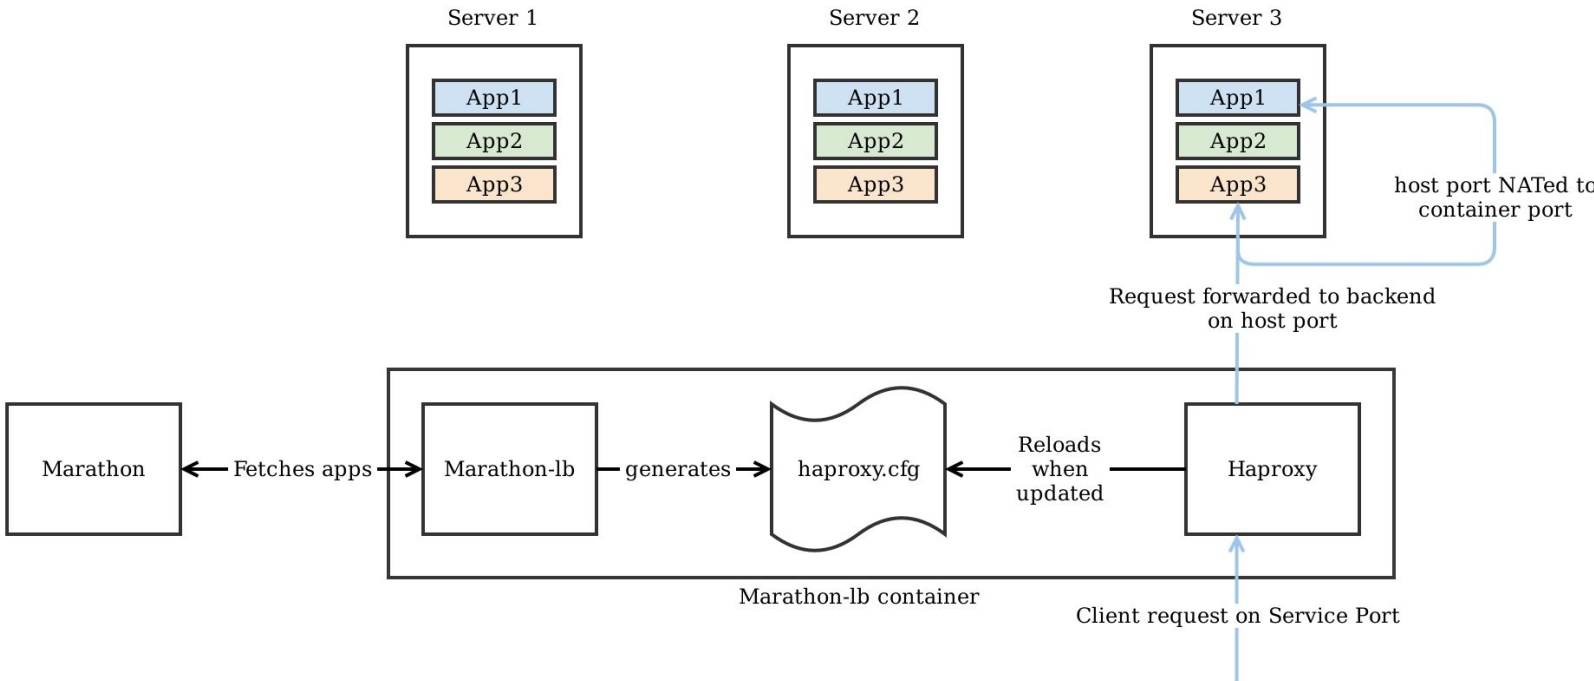 Server 1
Server 2
Server 3
App1
App2
App3
App1
App2
App3
App1
App2
App3
host port NATed to
container port
Request forwarded to backend
on host port
Marathon
Fetches apps
Marathon-lb
generates
haproxy.cfg
Reloads
when
updated
Haproxy
Marathon-lb container
Client request on Service Port